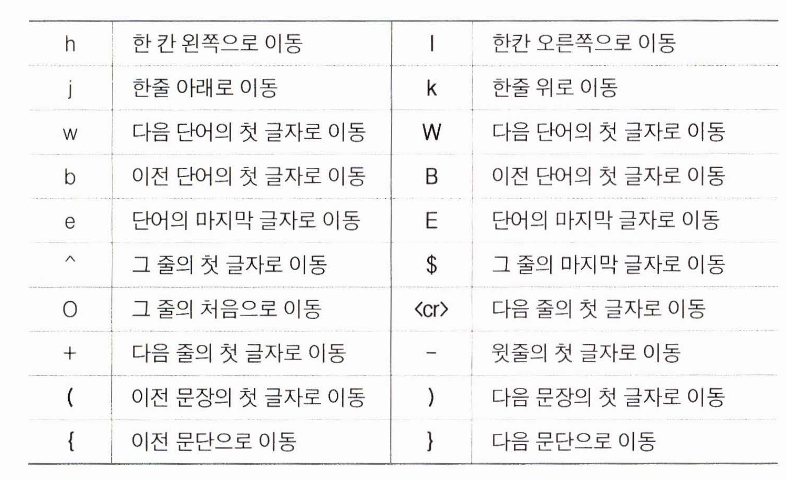 h 한 칸 왼쪽으로 이동 l 한칸 오른쪽으로 이동
j 한줄 아래로 이동 k 한줄 위로 이동
w 다음 단어의 첫 글자로 이동 W 다음 단어의 첫 글자로 이동
b 이전 단어의 첫 글자로 이동 B 이전 단어의 첫 글자로 이동
e 단어의 마지막 글자로 이동 E 단어의 마지막 글자로 이동
^ 그 줄의 첫 글자로 이동 $ 그 줄의 마지막 글자로 이동
O 그 줄의 처음으로 이동 <cr> 다음 줄의 첫 글자로 이동
+ 다음 줄의 첫 글자로 이동 - 윗줄의 첫 글자로 이동
( 이전 문장의 첫 글자로 이동 ) 다음 문장의 첫 글자로 이동
{ 이전 문단으로 이동 } 다음 문단으로 이동